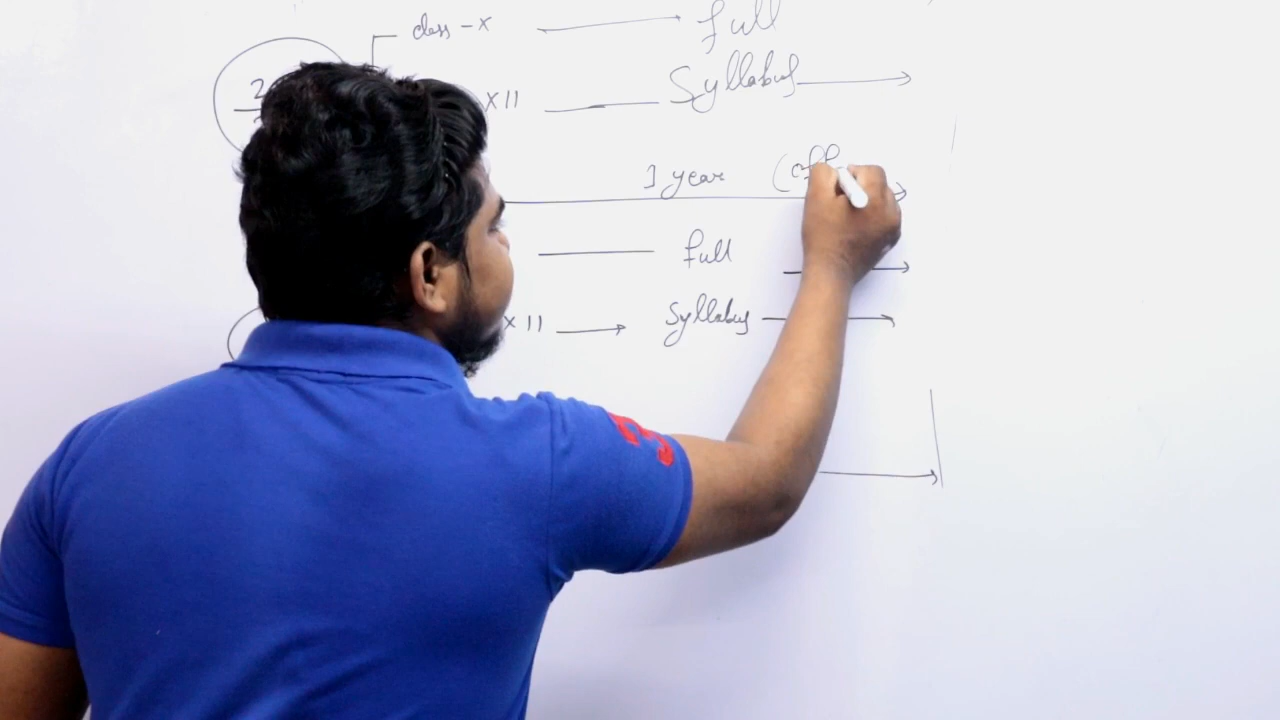 class - X full
XII Syllabus
1 year (off
full
XII Syllabus